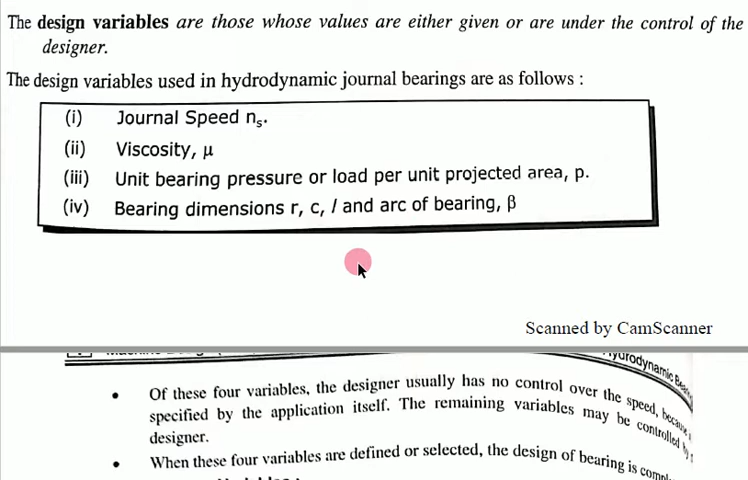 The design variables are those whose values are either given or are under the control of the
designer.
The design variables used in hydrodynamic journal bearings are as follows :
(i) Journal Speed nₛ.
(ii) Viscosity, μ
(iii) Unit bearing pressure or load per unit projected area, p.
(iv) Bearing dimensions r, c, l and arc of bearing, β
Scanned by CamScanner
Hydrodynamic
• Of these four variables, the designer usually has no control over the speed, because
specified by the application itself. The remaining variables may be controlled
designer.
• When these four variables are defined or selected, the design of bearing is